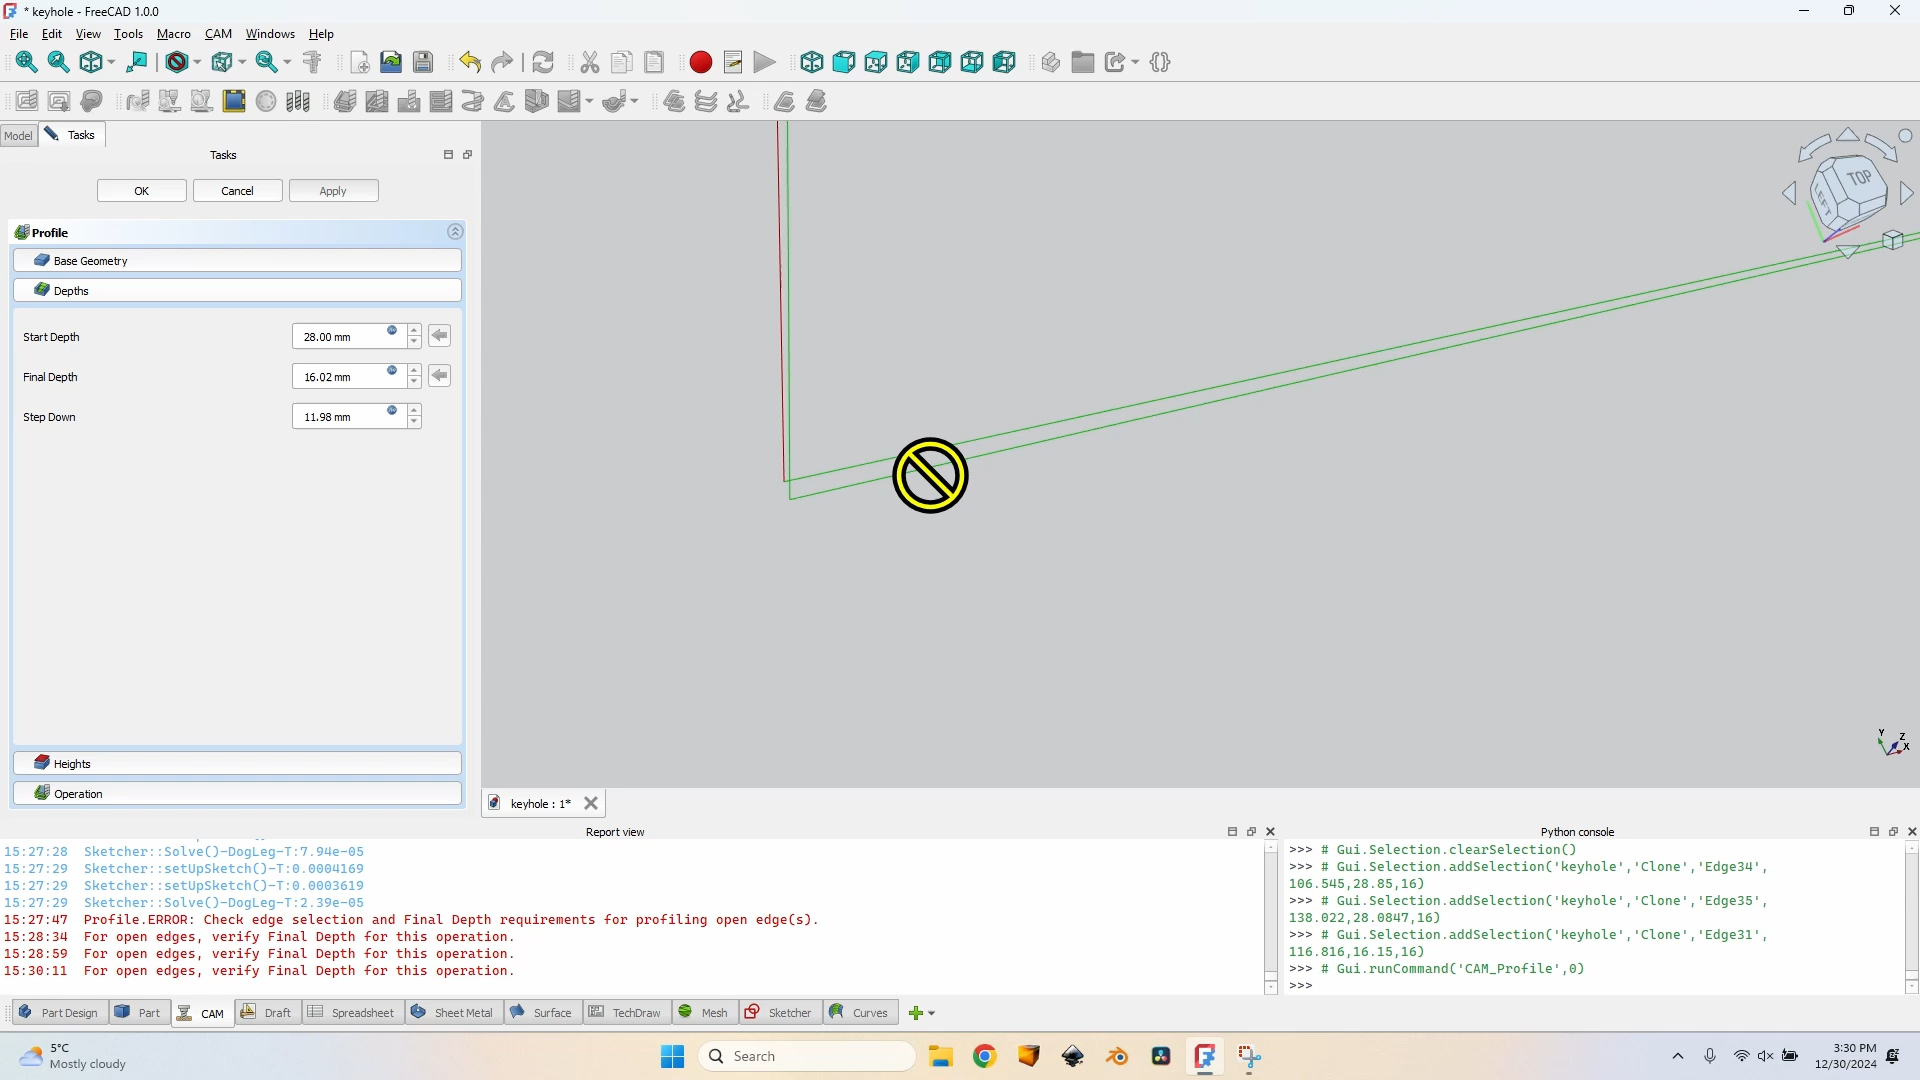 * keyhole - FreeCAD 1.0.0
File Edit View Tools Macro CAM Windows Help
Model Tasks
Tasks
OK Cancel Apply
Profile
Base Geometry
Depths
Start Depth 28.00 mm
Final Depth 16.02 mm
Step Down 11.98 mm
Heights
Operation
TOP
LEFT
Y Z X
keyhole : 1*
Report view
15:27:28 Sketcher::Solve()-DogLeg-T:7.94e-05
15:27:29 Sketcher::setUpSketch()-T:0.0004169
15:27:29 Sketcher::setUpSketch()-T:0.0003619
15:27:29 Sketcher::Solve()-DogLeg-T:2.39e-05
15:27:47 Profile.ERROR: Check edge selection and Final Depth requirements for profiling open edge(s).
15:28:34 For open edges, verify Final Depth for this operation.
15:28:59 For open edges, verify Final Depth for this operation.
15:30:11 For open edges, verify Final Depth for this operation.
Python console
>>> # Gui.Selection.clearSelection()
>>> # Gui.Selection.addSelection('keyhole','Clone','Edge34',
106.545,28.85,16)
>>> # Gui.Selection.addSelection('keyhole','Clone','Edge35',
138.022,28.0847,16)
>>> # Gui.Selection.addSelection('keyhole','Clone','Edge31',
116.816,16.15,16)
>>> # Gui.runCommand('CAM_Profile',0)
>>>
Part Design Part CAM Draft Spreadsheet Sheet Metal Surface TechDraw Mesh Sketcher Curves
5°C
Mostly cloudy
Search
3:30 PM
12/30/2024